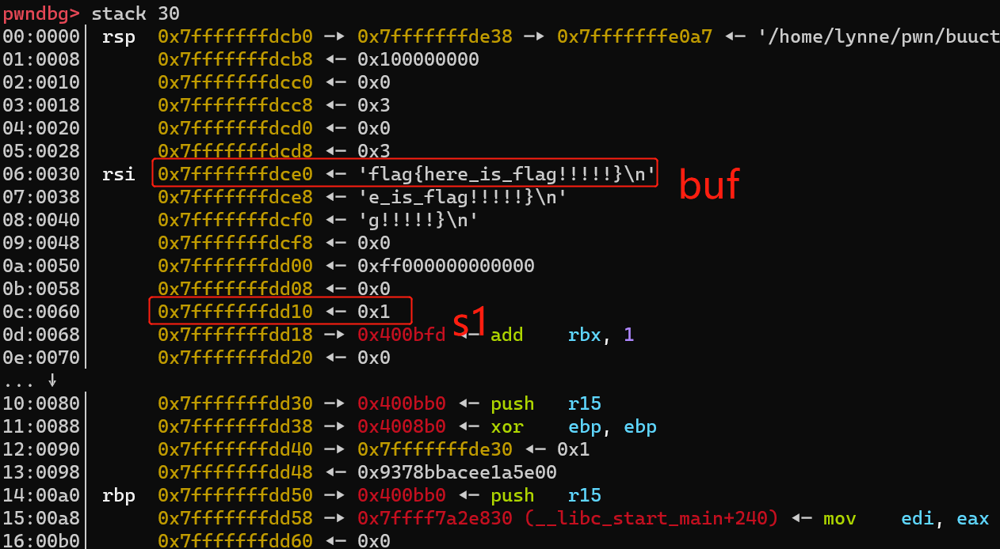 pwndbg> stack 30
00:0000│ rsp 0x7fffffffdcb0 —▸ 0x7fffffffde38 —▸ 0x7fffffffe0a7 ◂— '/home/lynne/pwn/buuct
01:0008│ 0x7fffffffdcb8 ◂— 0x100000000
02:0010│ 0x7fffffffdcc0 ◂— 0x0
03:0018│ 0x7fffffffdcc8 ◂— 0x3
04:0020│ 0x7fffffffdcd0 ◂— 0x0
05:0028│ 0x7fffffffdcd8 ◂— 0x3
06:0030│ rsi 0x7fffffffdce0 ◂— 'flag{here_is_flag!!!!!}\n' buf
07:0038│ 0x7fffffffdce8 ◂— 'e_is_flag!!!!!}\n'
08:0040│ 0x7fffffffdcf0 ◂— 'g!!!!!}\n'
09:0048│ 0x7fffffffdcf8 ◂— 0x0
0a:0050│ 0x7fffffffdd00 ◂— 0xff000000000000
0b:0058│ 0x7fffffffdd08 ◂— 0x0
0c:0060│ 0x7fffffffdd10 ◂— 0x1 s1
0d:0068│ 0x7fffffffdd18 —▸ 0x400bfd ◂— add rbx, 1
0e:0070│ 0x7fffffffdd20 ◂— 0x0
... ↓
10:0080│ 0x7fffffffdd30 —▸ 0x400bb0 ◂— push r15
11:0088│ 0x7fffffffdd38 —▸ 0x4008b0 ◂— xor ebp, ebp
12:0090│ 0x7fffffffdd40 —▸ 0x7fffffffde30 ◂— 0x1
13:0098│ 0x7fffffffdd48 ◂— 0x9378bbacee1a5e00
14:00a0│ rbp 0x7fffffffdd50 —▸ 0x400bb0 ◂— push r15
15:00a8│ 0x7fffffffdd58 —▸ 0x7ffff7a2e830 (__libc_start_main+240) ◂— mov edi, eax
16:00b0│ 0x7fffffffdd60 ◂— 0x0